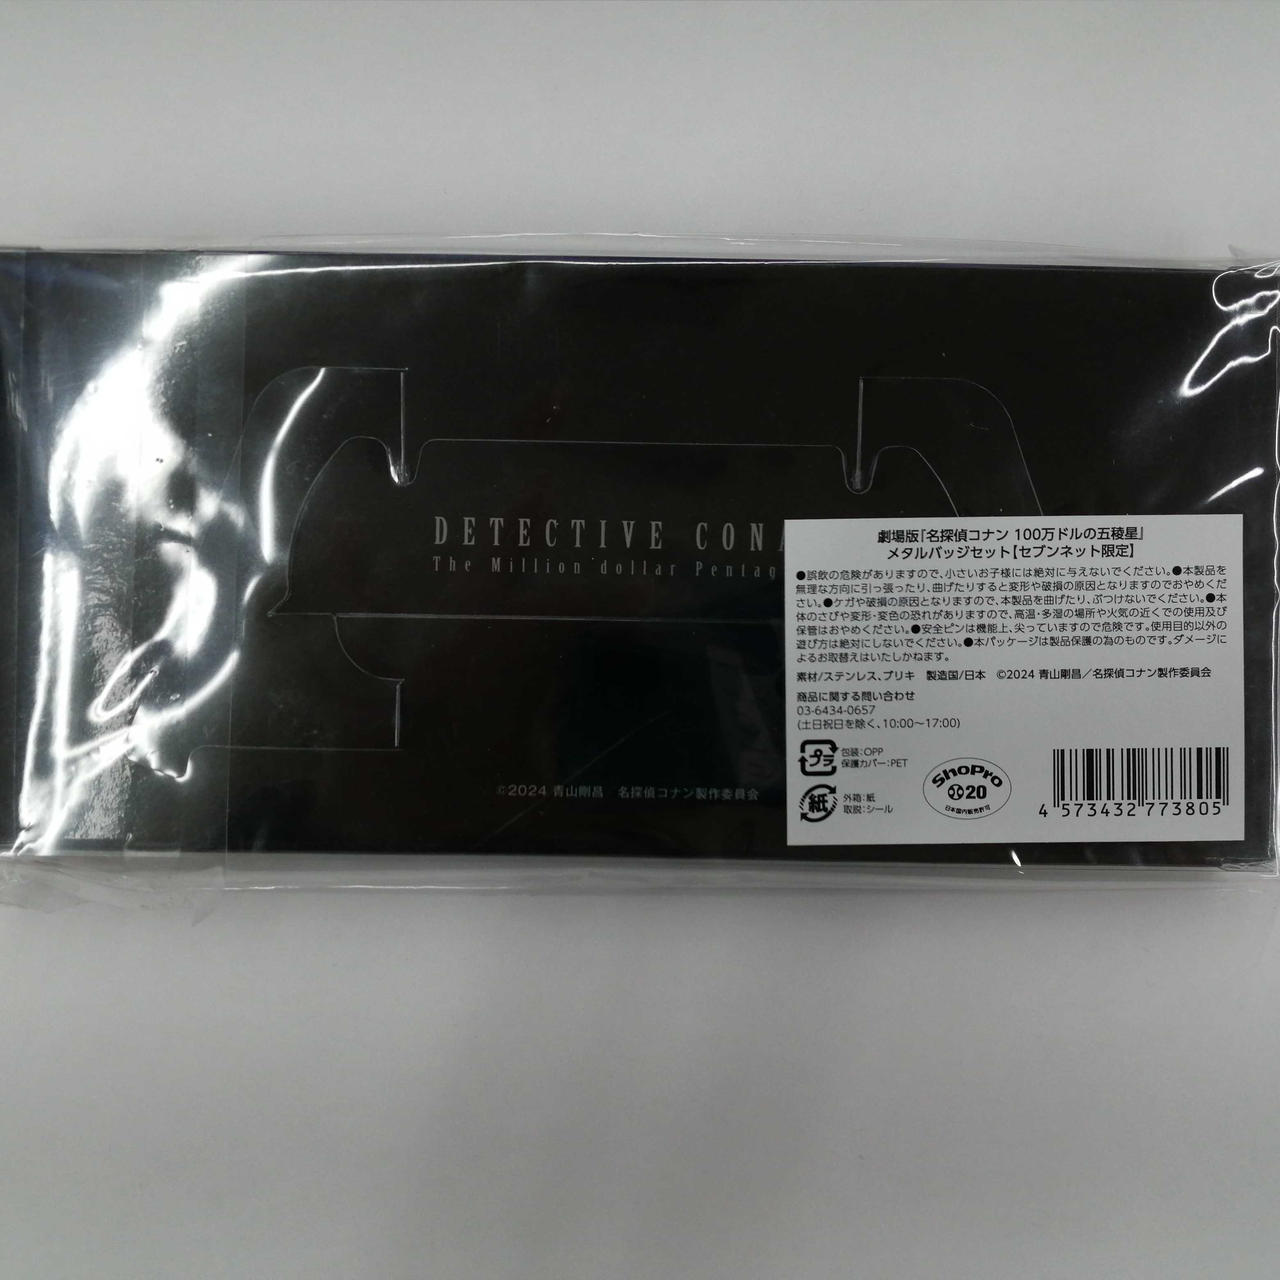 DETECTIVE CONA
The Million dollar Pentag
©2024 青山剛昌　名探偵コナン製作委員会
劇場版『名探偵コナン 100万ドルの五稜星』
メタルバッジセット【セブンネット限定】
●誤飲の危険がありますので、小さいお子様には絶対に与えないでください。●本製品を
無理な方向に引っ張ったり、曲げたりすると変形や破損の原因となりますのでおやめくだ
さい。●ケガや破損の原因となりますので、本製品を曲げたり、ぶつけないでください。●本
体のさびや変形・変色の恐れがありますので、高温・多湿の場所や火気の近くでの使用及び
保管はおやめください。●安全ピンは機能上、尖っていますので危険です。使用目的以外の
遊び方は絶対にしないでください。●本パッケージは製品保護の為のものです。ダメージに
よるお取替えはいたしかねます。
素材/ステンレス、ブリキ　製造国/日本　©2024 青山剛昌／名探偵コナン製作委員会
商品に関する問い合わせ
03-6434-0657
(土日祝日を除く、10:00〜17:00)
プラ
包装：OPP
保護カバー：PET
紙
外箱：紙
取説：シール
ShoPro
20
日本国内販売許可
4 573432 773805